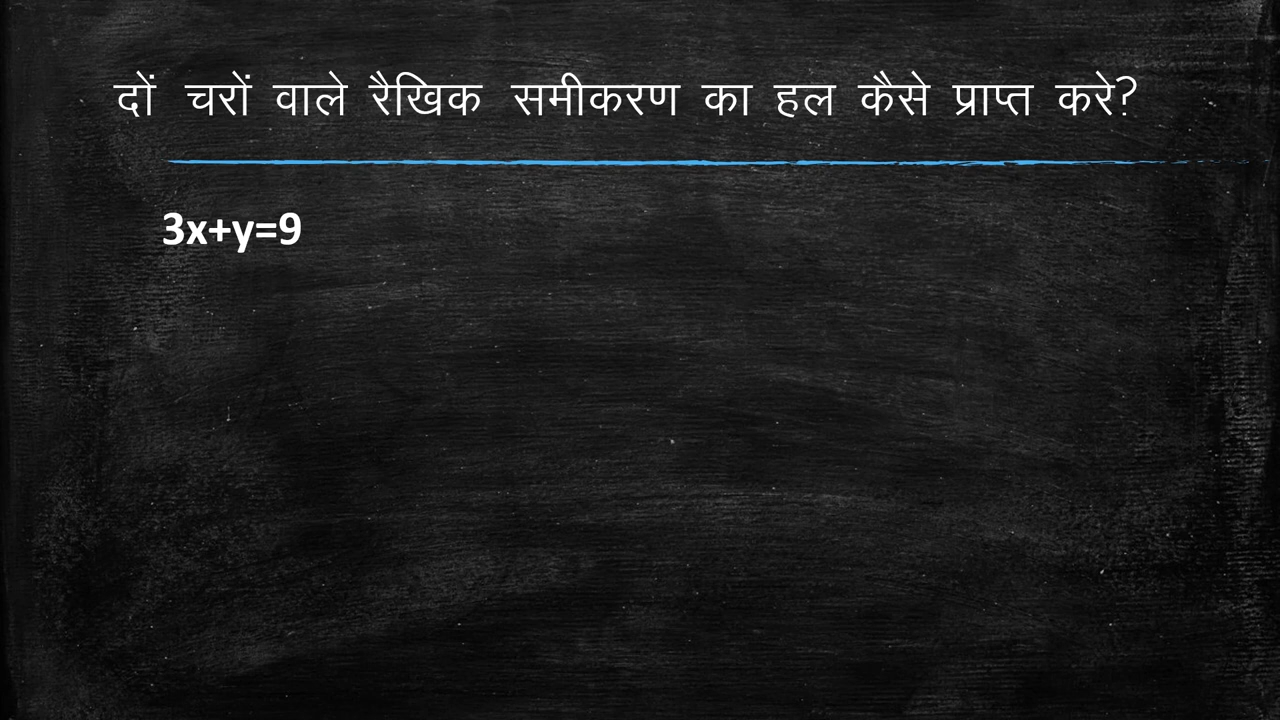 दों चरों वाले रैखिक समीकरण का हल कैसे प्राप्त करे?
3x+y=9